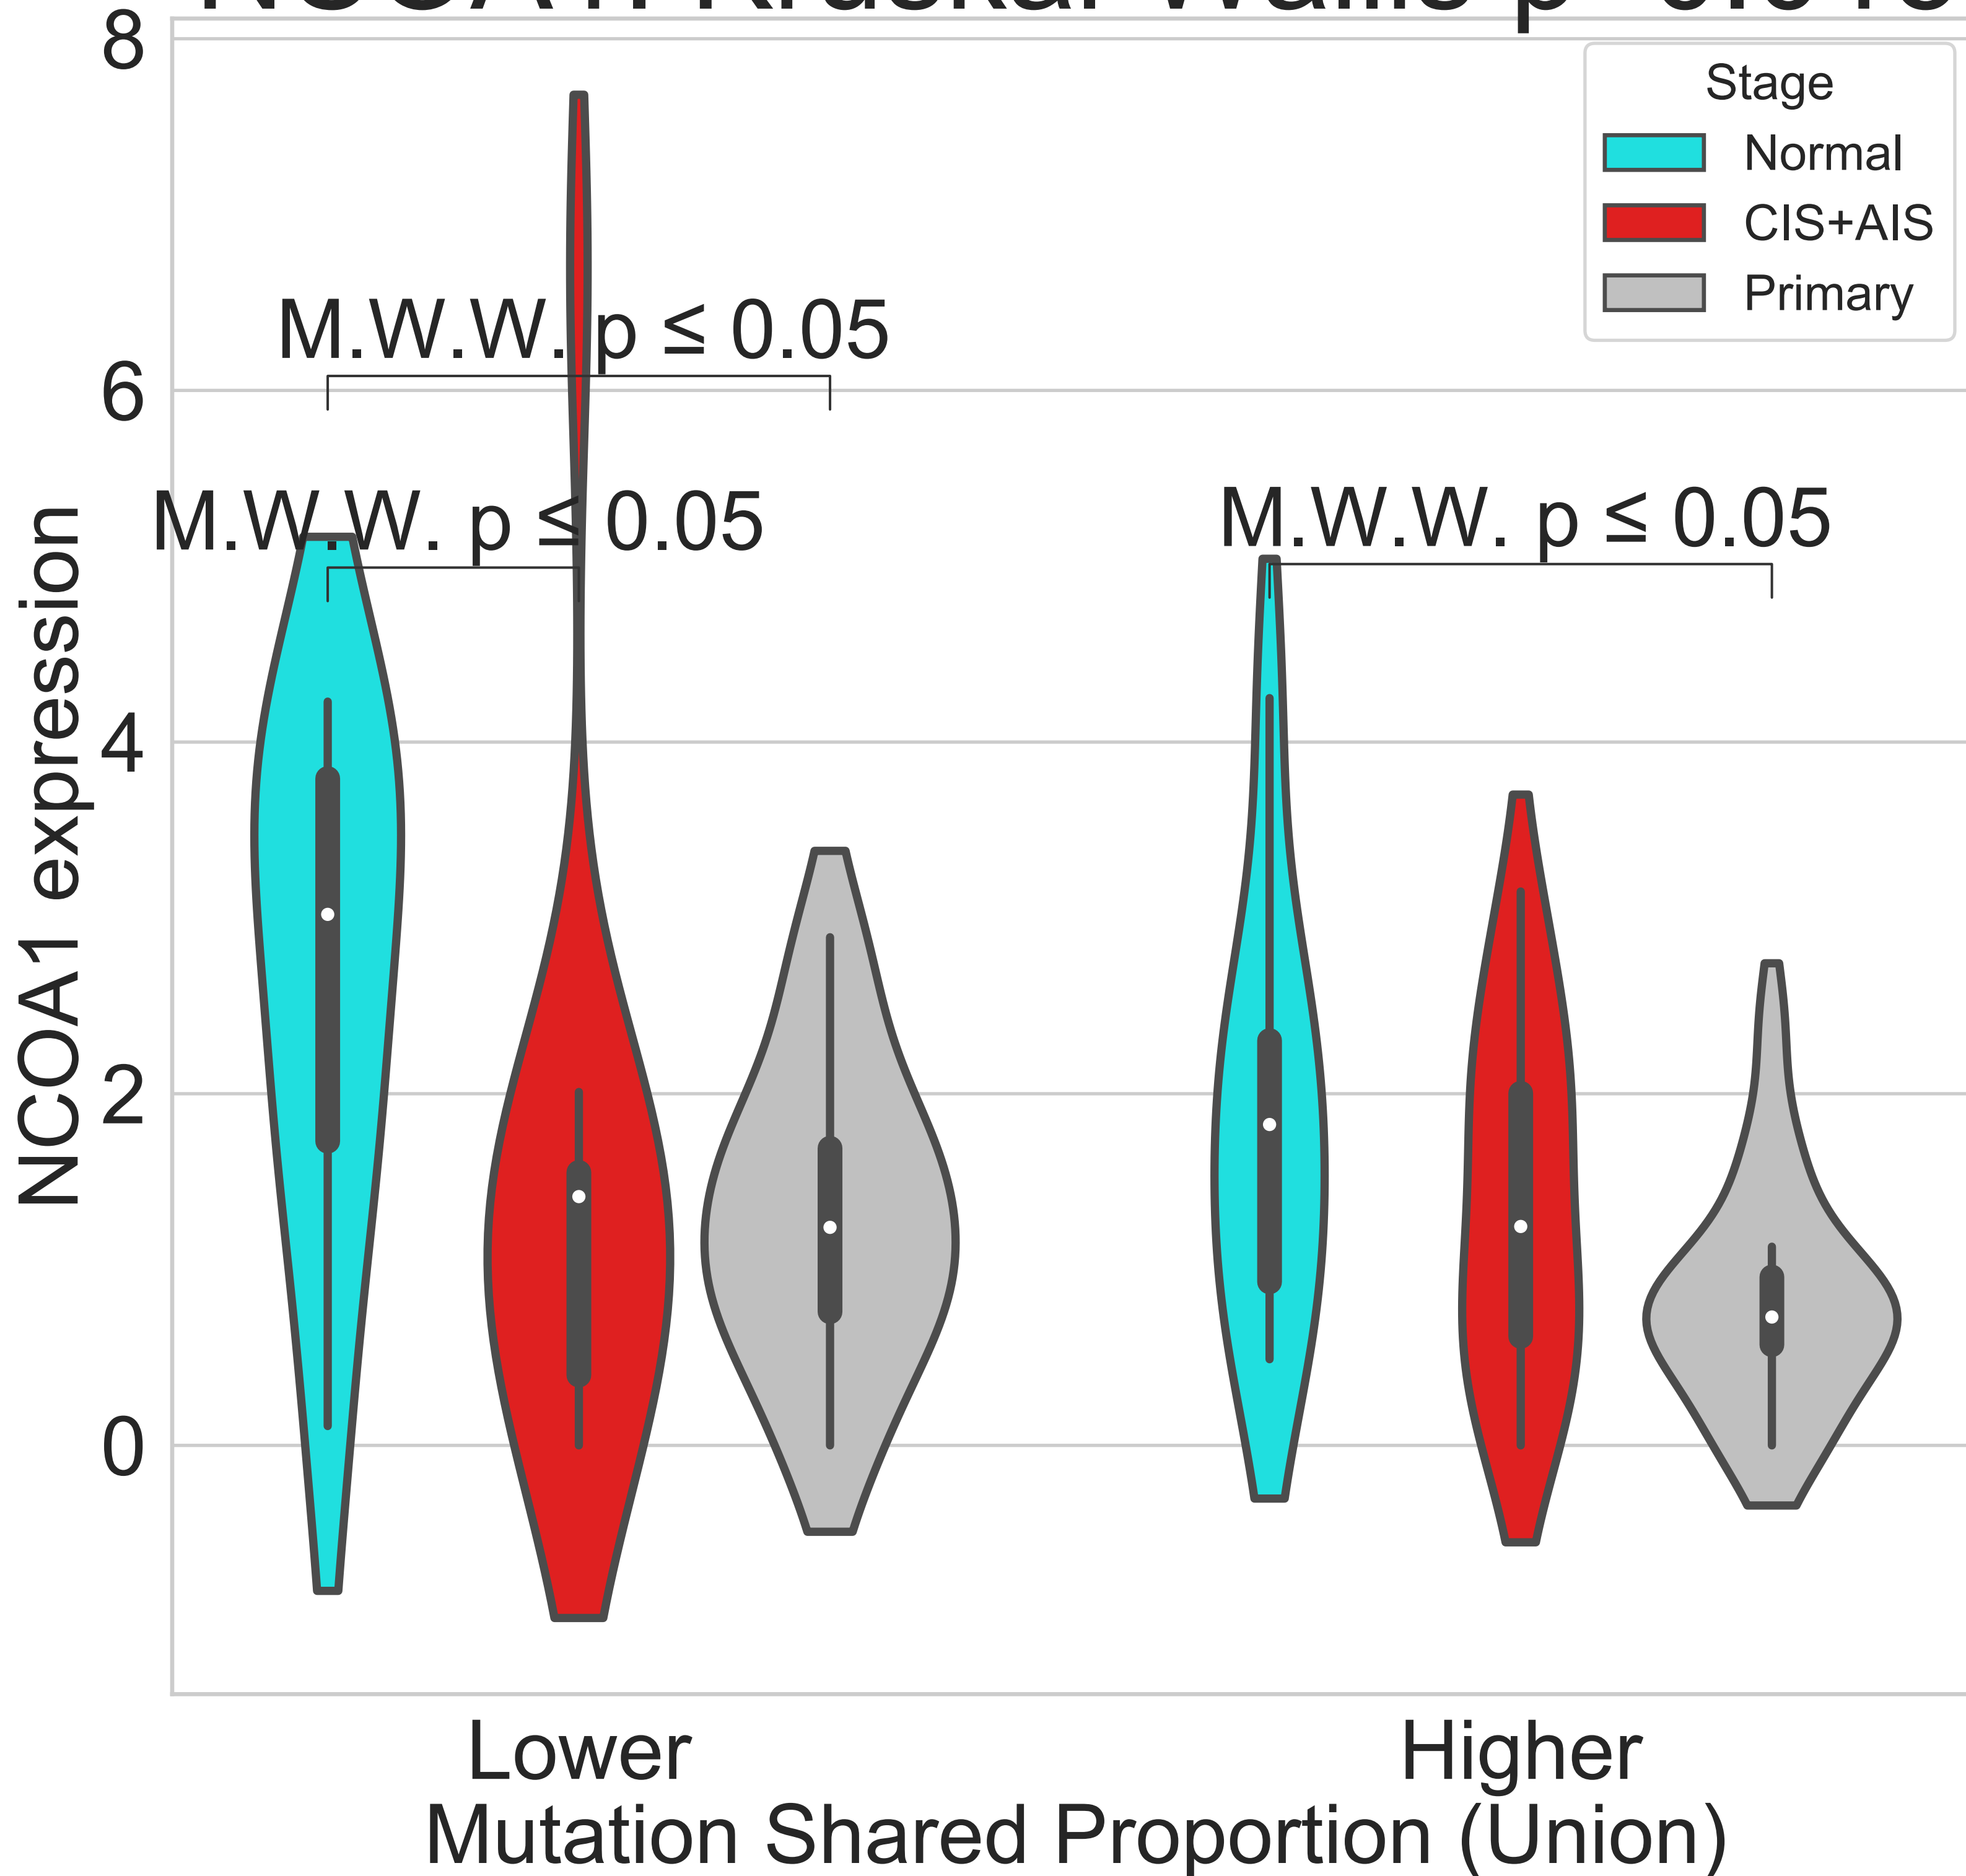 8
Stage
Normal
CIS+AIS
Primary
M.W.W. p ≤ 0.05
6
M.W.W. p ≤ 0.05
M.W.W. p ≤ 0.05
NCOA1 expression
4
2
0
Lower
Higher
Mutation Shared Proportion (Union)